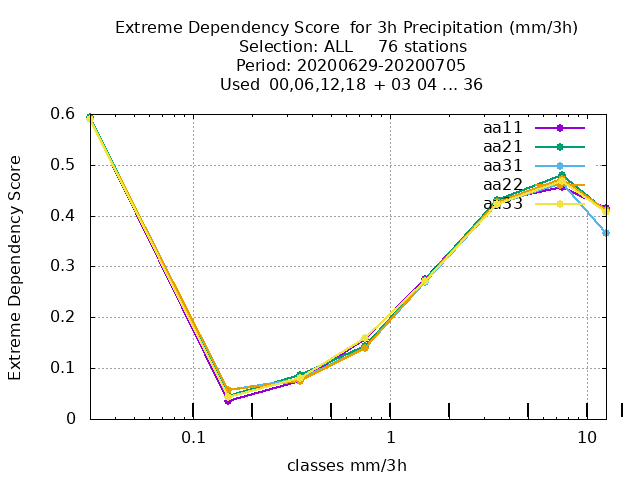 Extreme Dependency Score  for 3h Precipitation (mm/3h)
Selection: ALL     76 stations
Period: 20200629-20200705
Used  00,06,12,18  + 03 04 ... 36
Extreme Dependency Score
0.6
0.5
0.4
0.3
0.2
0.1
0
aa11
aa21
aa31
aa22
aa33
0.1
1
10
classes mm/3h